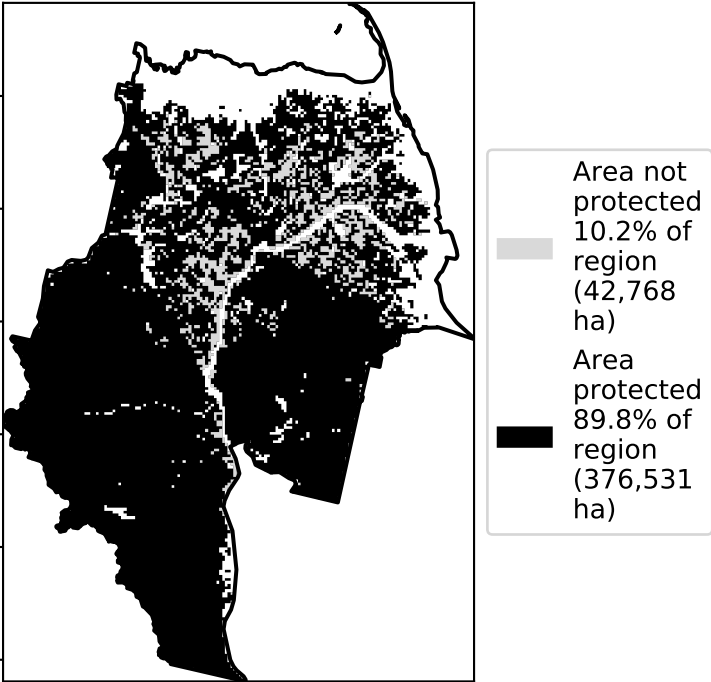 Area not
protected
10.2% of
region
(42,768
ha)
Area
protected
89.8% of
region
(376,531
ha)